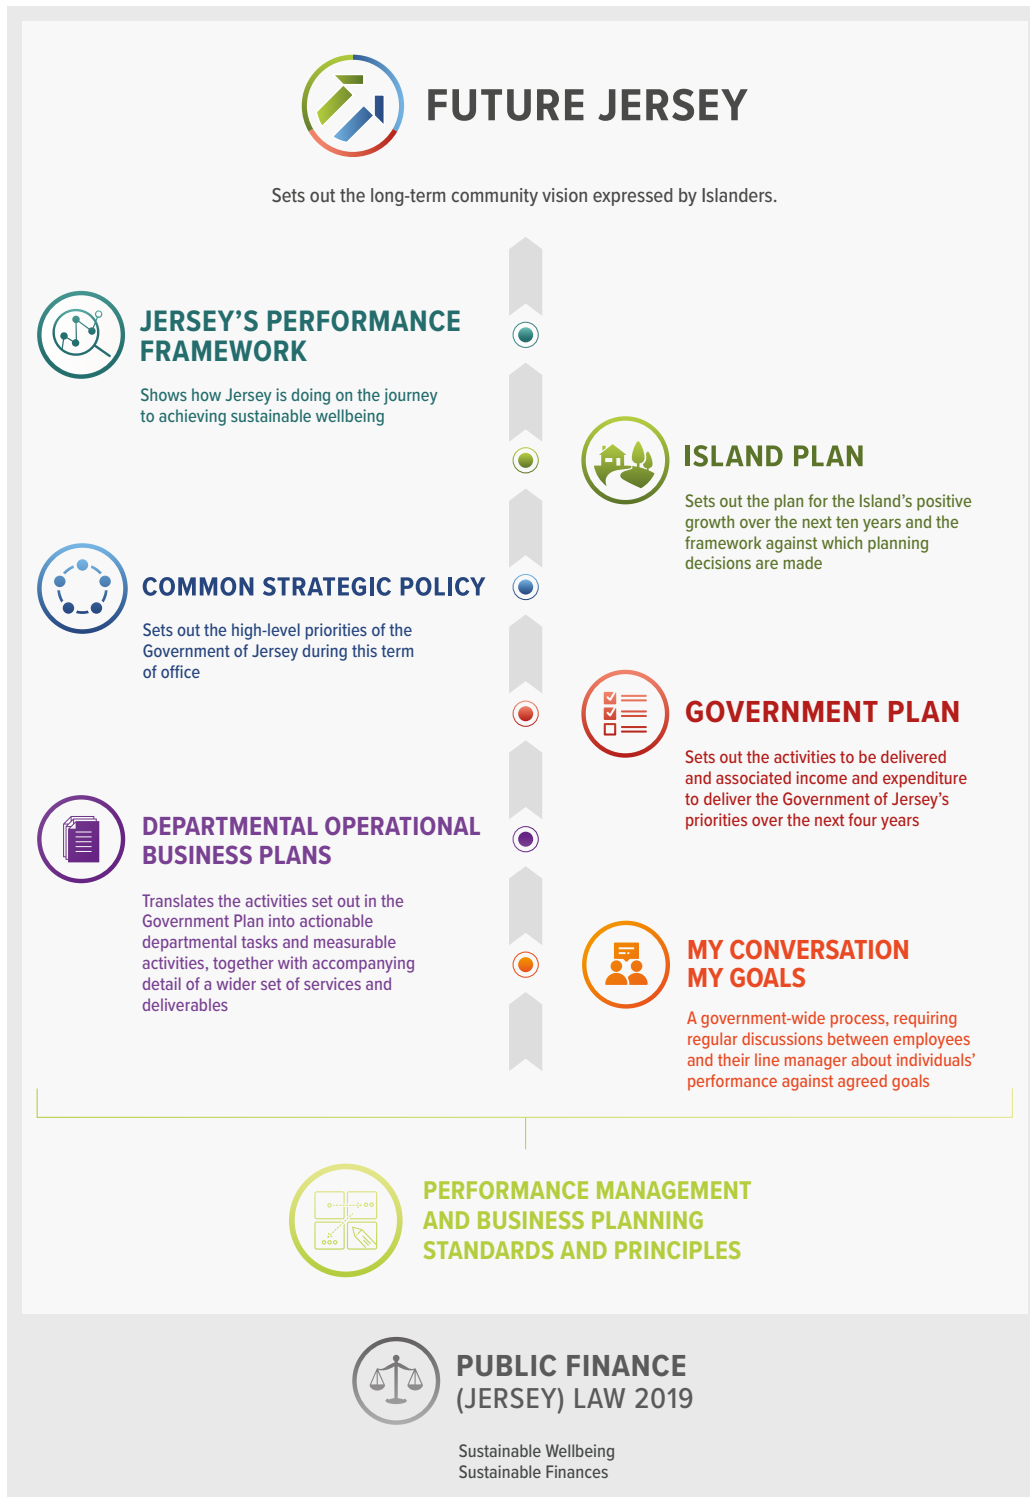 FUTURE JERSEY
Sets out the long-term community vision expressed by Islanders.
JERSEY'S PERFORMANCE
FRAMEWORK
Shows how Jersey is doing on the journey
to achieving sustainable wellbeing
ISLAND PLAN
Sets out the plan for the Island's positive
growth over the next ten years and the
framework against which planning
decisions are made
COMMON STRATEGIC POLICY
Sets out the high-level priorities of the
Government of Jersey during this term
of office
GOVERNMENT PLAN
Sets out the activities to be delivered
and associated income and expenditure
to deliver the Government of Jersey's
priorities over the next four years
DEPARTMENTAL OPERATIONAL
BUSINESS PLANS
Translates the activities set out in the
Government Plan into actionable
departmental tasks and measurable
activities, together with accompanying
detail of a wider set of services and
deliverables
MY CONVERSATION
MY GOALS
A government-wide process, requiring
regular discussions between employees
and their line manager about individuals'
performance against agreed goals
PERFORMANCE MANAGEMENT
AND BUSINESS PLANNING
STANDARDS AND PRINCIPLES
PUBLIC FINANCE
(JERSEY) LAW 2019
Sustainable Wellbeing
Sustainable Finances